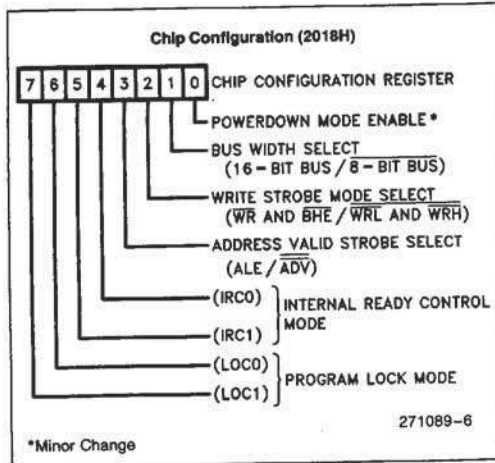 Chip Configuration (2018H)
7 6 5 4 3 2 1 0 CHIP CONFIGURATION REGISTER
POWERDOWN MODE ENABLE*
BUS WIDTH SELECT
(16-BIT BUS / 8-BIT BUS)
WRITE STROBE MODE SELECT
(WR AND BHE / WRL AND WRH)
ADDRESS VALID STROBE SELECT
(ALE / ADV)
(IRC0)
INTERNAL READY CONTROL
MODE
(IRC1)
(LOC0)
PROGRAM LOCK MODE
(LOC1)
271089-6
*Minor Change